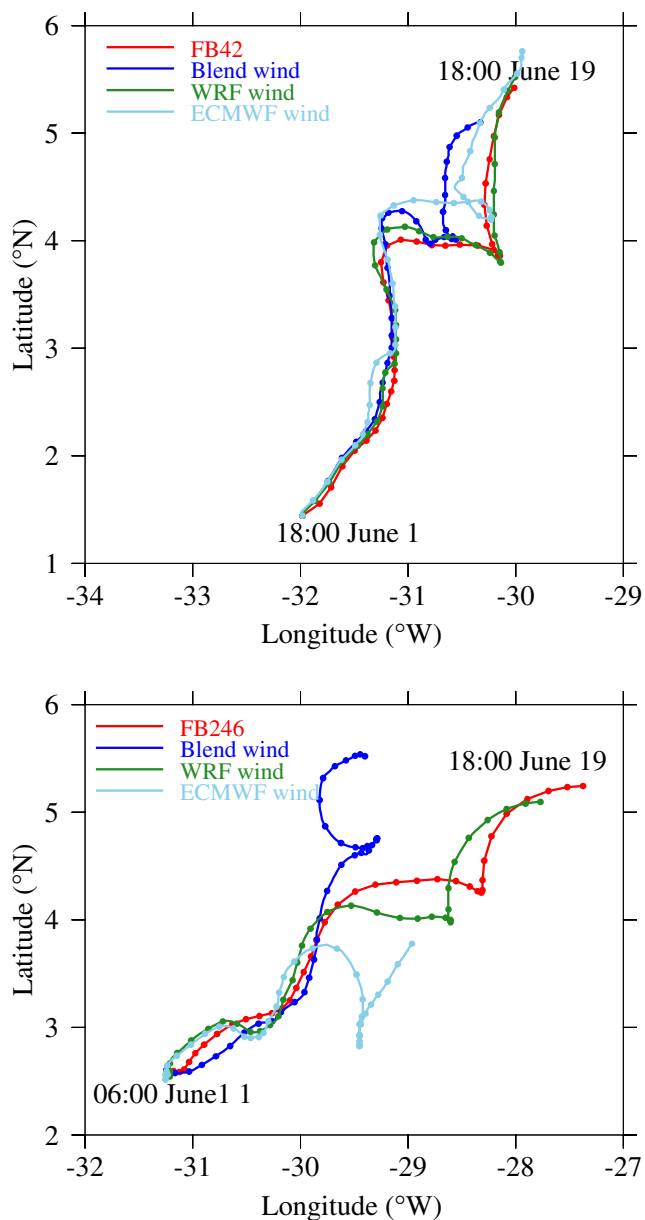 6
FB42
Blend wind
WRF wind
ECMWF wind
18:00 June 19
5
4
3
2
1
Latitude (°N)
18:00 June 1
-34 -33 -32 -31 -30 -29
Longitude (°W)
6
FB246
Blend wind
WRF wind
ECMWF wind
18:00 June 19
5
4
3
2
Latitude (°N)
06:00 June1 1
-32 -31 -30 -29 -28 -27
Longitude (°W)